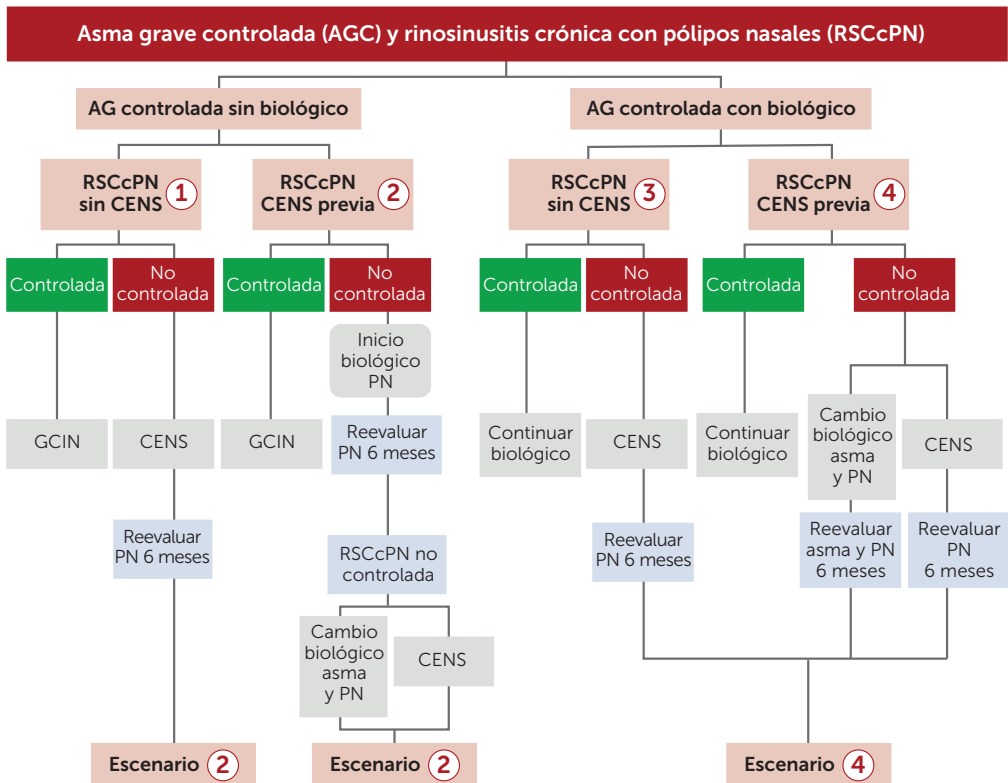 Asma grave controlada (AGC) y rinosinusitis crónica con pólipos nasales (RSCcPN)
AG controlada sin biológico
AG controlada con biológico
RSCcPN
sin CENS
1
RSCcPN
CENS previa
2
RSCcPN
sin CENS
3
RSCcPN
CENS previa
4
Controlada
No
controlada
Controlada
No
controlada
Controlada
No
controlada
Controlada
No
controlada
Inicio
biológico
PN
GCIN
CENS
GCIN
Reevaluar
PN 6 meses
Continuar
biológico
CENS
Continuar
biológico
Cambio
biológico
asma
y PN
CENS
Reevaluar
PN 6 meses
RSCcPN no
controlada
Reevaluar
PN 6 meses
Reevaluar
asma y PN
6 meses
Reevaluar
PN
6 meses
Cambio
biológico
asma
y PN
CENS
Escenario 2
Escenario 2
Escenario 4